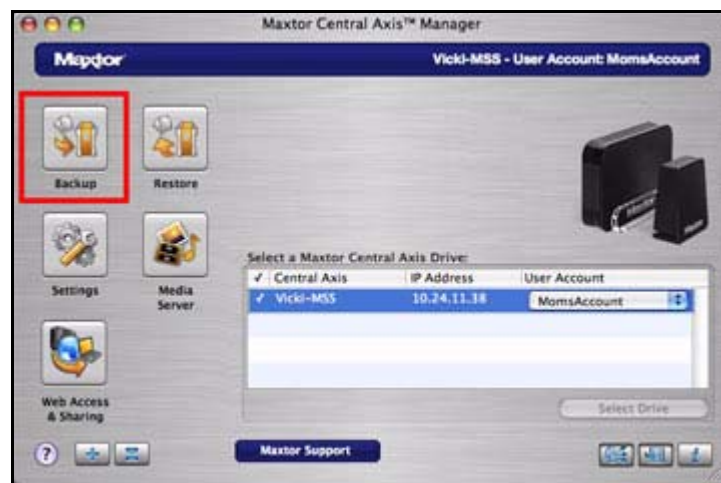 Maxtor Central Axis™ Manager
Maxtor
Vicki-MSS - User Account: MomsAccount
Backup
Restore
Settings
Media
Server
Web Access
& Sharing
Select a Maxtor Central Axis Drive:
✓ Central Axis IP Address User Account
✓ Vicki-MSS 10.24.11.38 MomsAccount
Select Drive
? Maxtor Support i
Maxtor